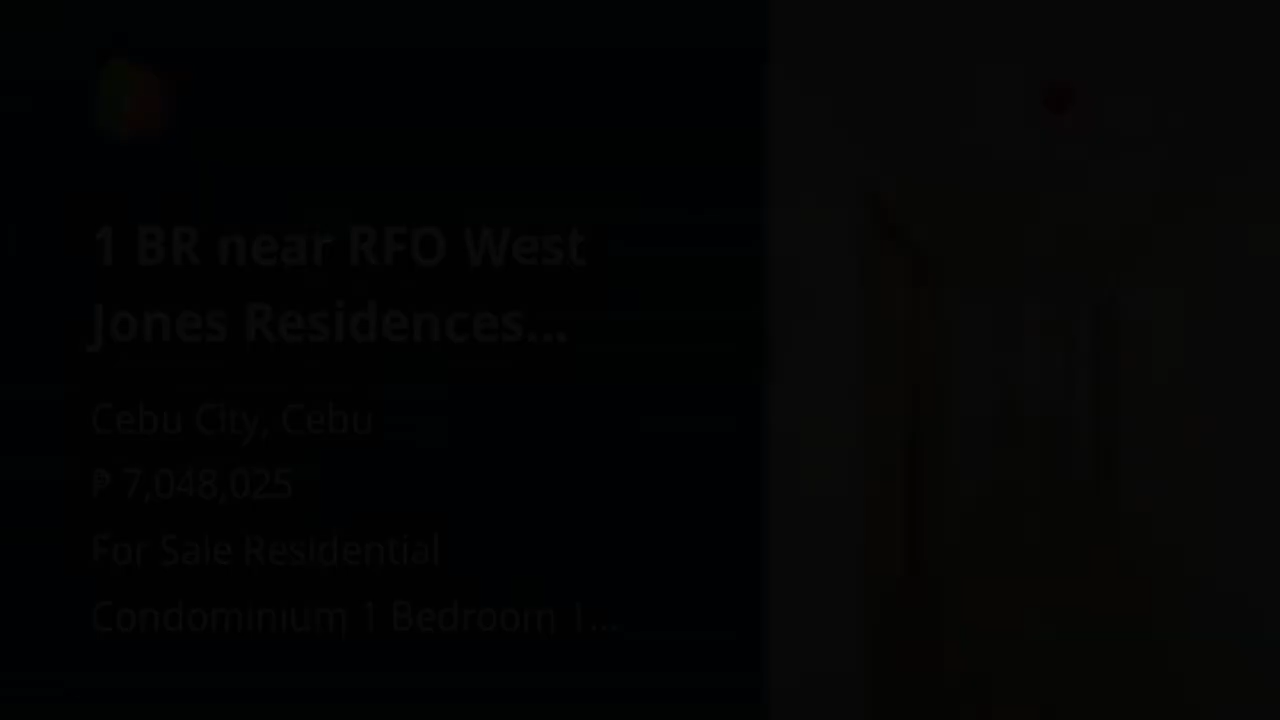 1 BR near RFO West
Jones Residences...
Cebu City, Cebu
₱ 7,048,025
For Sale Residential
Condominium 1 Bedroom 1...